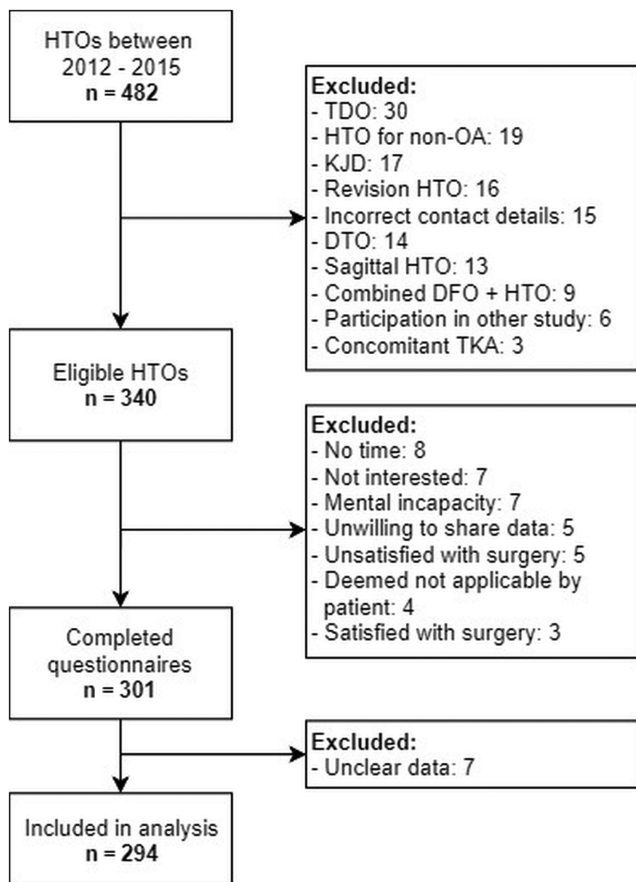 HTOs between
2012 - 2015
n = 482
Excluded:
- TDO: 30
- HTO for non-OA: 19
- KJD: 17
- Revision HTO: 16
- Incorrect contact details: 15
- DTO: 14
- Sagittal HTO: 13
- Combined DFO + HTO: 9
- Participation in other study: 6
- Concomitant TKA: 3
Eligible HTOs
n = 340
Excluded:
- No time: 8
- Not interested: 7
- Mental incapacity: 7
- Unwilling to share data: 5
- Unsatisfied with surgery: 5
- Deemed not applicable by
patient: 4
- Satisfied with surgery: 3
Completed
questionnaires
n = 301
Excluded:
- Unclear data: 7
Included in analysis
n = 294